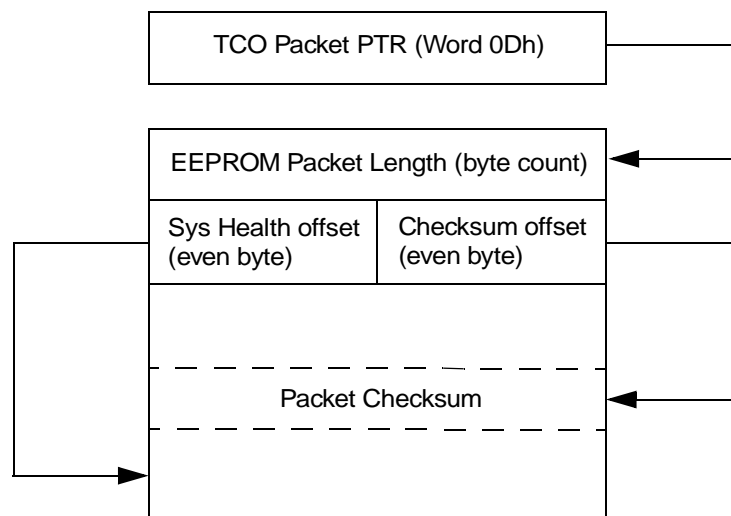 TCO Packet PTR (Word 0Dh)
EEPROM Packet Length (byte count)
Sys Health offset
(even byte)
Checksum offset
(even byte)
Packet Checksum